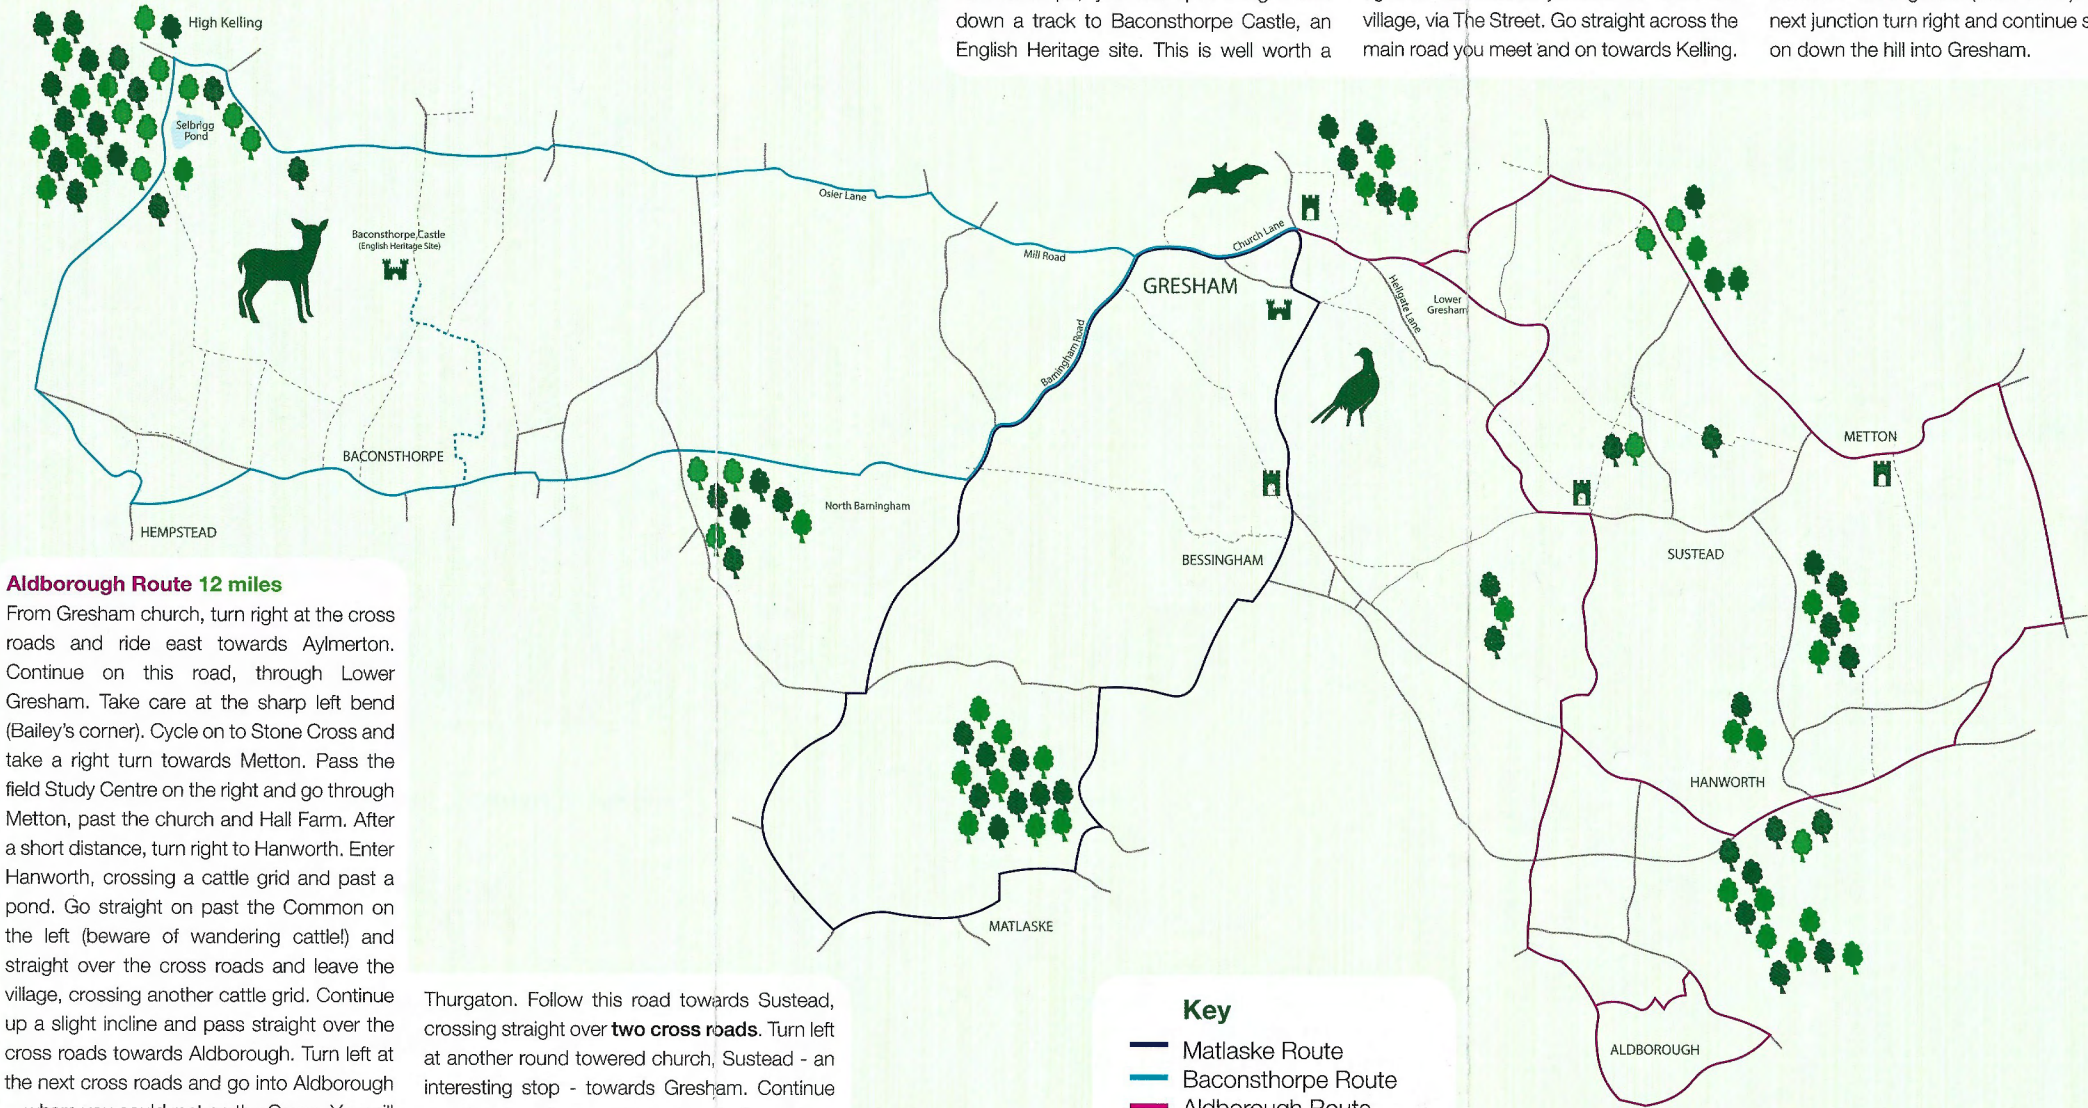 down a track to Baconsthorpe Castle, an
English Heritage site. This is well worth a
village, via The Street. Go straight across the
main road you meet and on towards Kelling.
next junction turn right and continue s
on down the hill into Gresham.
High Kelling
Selbrigg
Pond
Baconsthorpe Castle
(English Heritage Site)
Osier Lane
Mill Road
Church Lane
GRESHAM
Barningham Road
Hellgate Lane
Lower
Gresham
METTON
BACONSTHORPE
HEMPSTEAD
North Barningham
BESSINGHAM
SUSTEAD
HANWORTH
MATLASKE
ALDBOROUGH
Aldborough Route 12 miles
From Gresham church, turn right at the cross
roads and ride east towards Aylmerton.
Continue on this road, through Lower
Gresham. Take care at the sharp left bend
(Bailey's corner). Cycle on to Stone Cross and
take a right turn towards Metton. Pass the
field Study Centre on the right and go through
Metton, past the church and Hall Farm. After
a short distance, turn right to Hanworth. Enter
Hanworth, crossing a cattle grid and past a
pond. Go straight on past the Common on
the left (beware of wandering cattle!) and
straight over the cross roads and leave the
village, crossing another cattle grid. Continue
up a slight incline and pass straight over the
cross roads towards Aldborough. Turn left at
the next cross roads and go into Aldborough
Thurgaton. Follow this road towards Sustead,
crossing straight over two cross roads. Turn left
at another round towered church, Sustead - an
interesting stop - towards Gresham. Continue
Key
Matlaske Route
Baconsthorpe Route
Aldborough Route